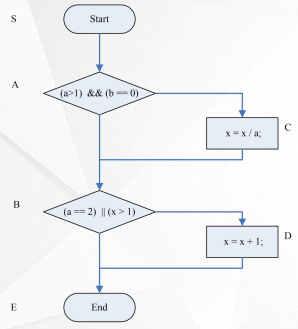 S
Start
A
(a>1) && (b == 0)
C
x = x / a;
B
(a == 2) || (x > 1)
D
x = x + 1;
E
End